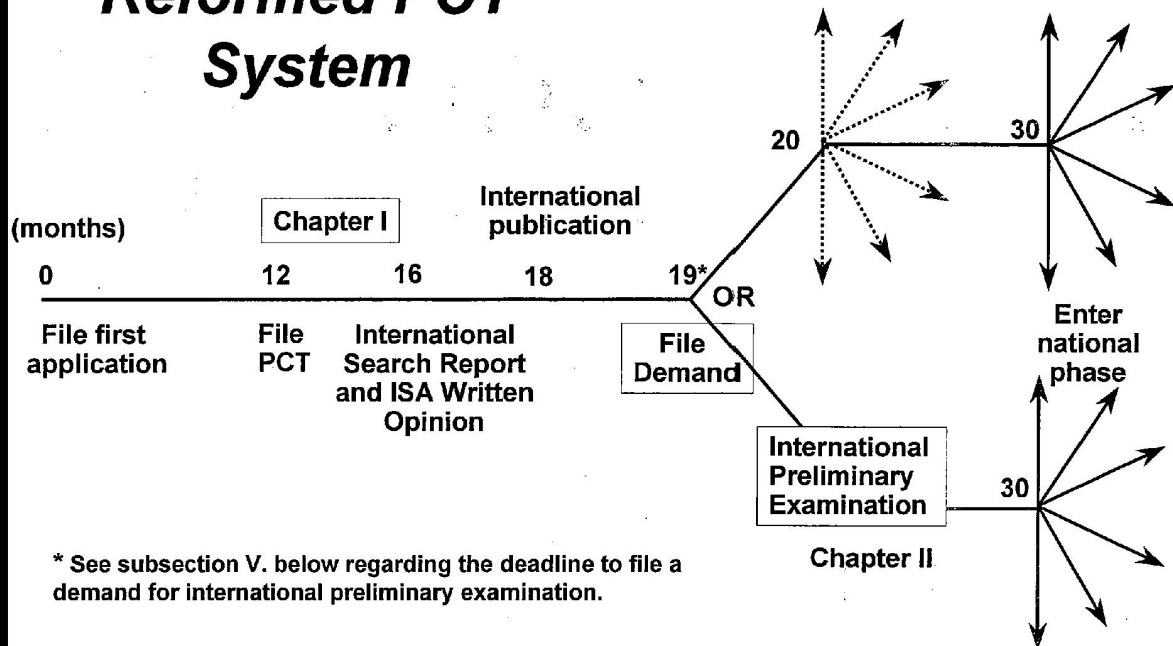 System
20
30
(months)
Chapter I
International
publication
0
12
16
18
19*
OR
File first
application
File
PCT
International
Search Report
and ISA Written
Opinion
File
Demand
Enter
national
phase
International
Preliminary
Examination
30
Chapter II
* See subsection V. below regarding the deadline to file a
demand for international preliminary examination.